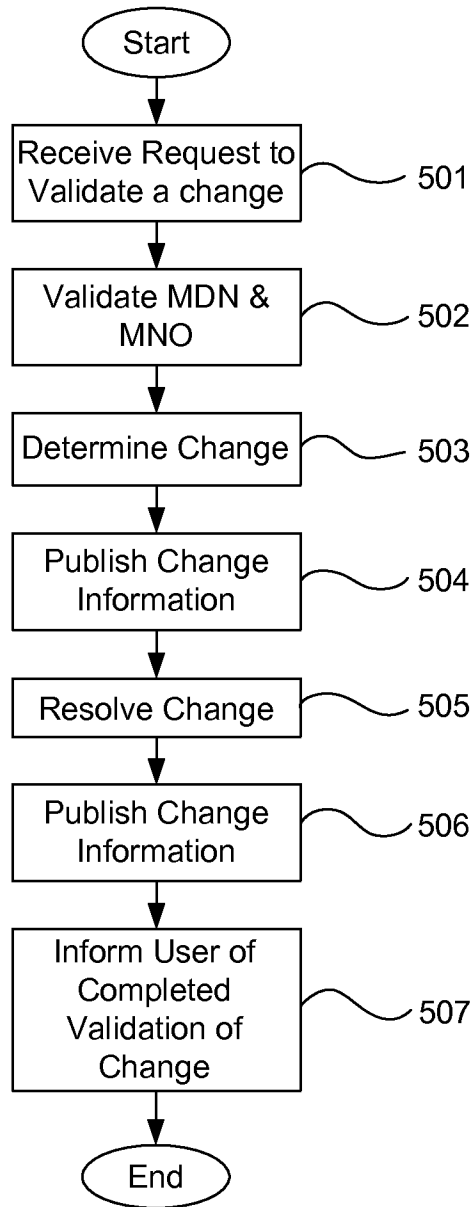 Start
Receive Request to
Validate a change
501
Validate MDN &
MNO
502
Determine Change
503
Publish Change
Information
504
Resolve Change
505
Publish Change
Information
506
Inform User of
Completed
Validation of
Change
507
End